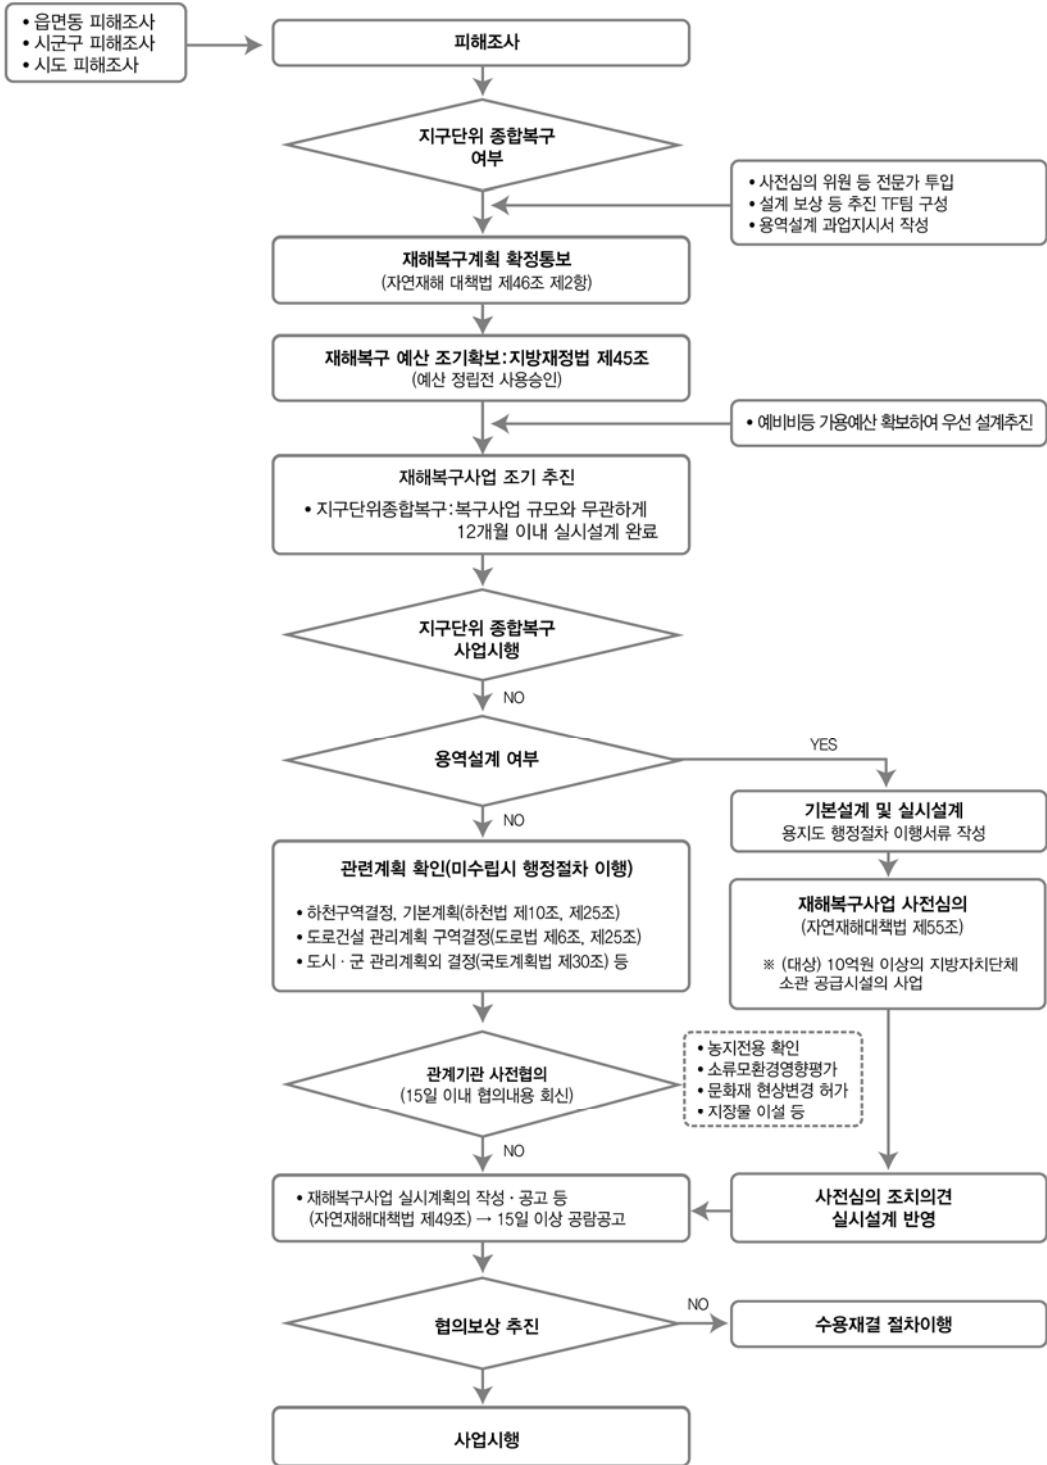 • 읍면동 피해조사
• 시군구 피해조사
• 시도 피해조사
피해조사
지구단위 종합복구
여부
• 사전심의 위원 등 전문가 투입
• 설계 보상 등 추진 TF팀 구성
• 용역설계 과업지시서 작성
재해복구계획 확정통보
(자연재해 대책법 제46조 제2항)
재해복구 예산 조기확보:지방재정법 제45조
(예산 정립전 사용승인)
• 예비비등 가용예산 확보하여 우선 설계추진
재해복구사업 조기 추진
• 지구단위종합복구:복구사업 규모와 무관하게
12개월 이내 실시설계 완료
지구단위 종합복구
사업시행
NO
용역설계 여부
YES
NO
기본설계 및 실시설계
용지도 행정절차 이행서류 작성
관련계획 확인(미수립시 행정절차 이행)
• 하천구역결정, 기본계획(하천법 제10조, 제25조)
• 도로건설 관리계획 구역결정(도로법 제6조, 제25조)
• 도시·군 관리계획외 결정(국토계획법 제30조) 등
재해복구사업 사전심의
(자연재해대책법 제55조)
※ (대상) 10억원 이상의 지방자치단체
소관 공급시설의 사업
관계기관 사전협의
(15일 이내 협의내용 회신)
• 농지전용 확인
• 소류모환경영향평가
• 문화재 현상변경 허가
• 지장물 이설 등
NO
• 재해복구사업 실시계획의 작성·공고 등
(자연재해대책법 제49조) → 15일 이상 공람공고
사전심의 조치의견
실시설계 반영
협의보상 추진
NO
수용재결 절차이행
사업시행